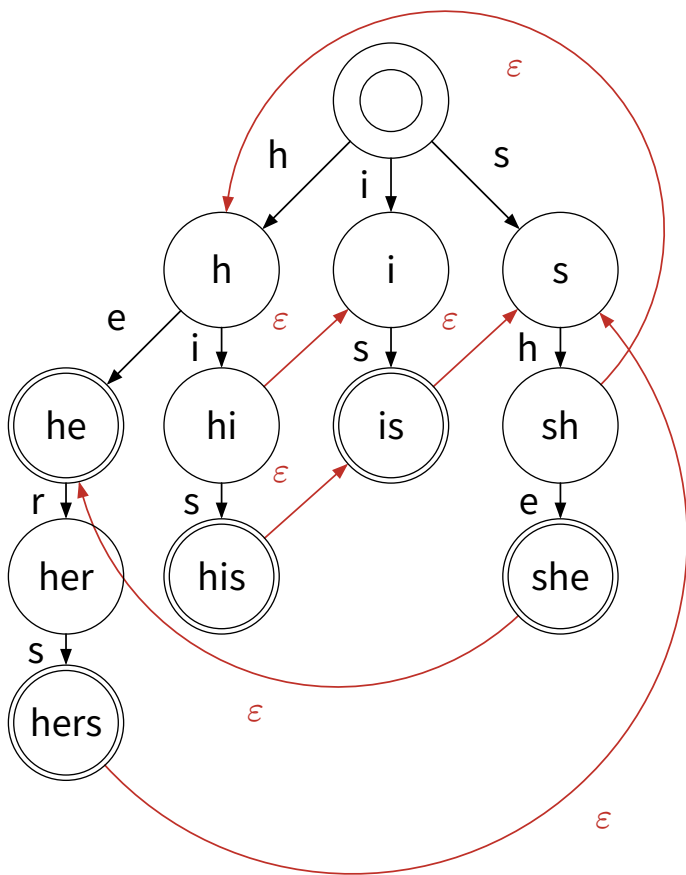 ε
h
i
s
h
i
s
e
i
ε
s
ε
h
he
hi
is
sh
r
s
ε
e
her
his
she
s
hers
ε
ε